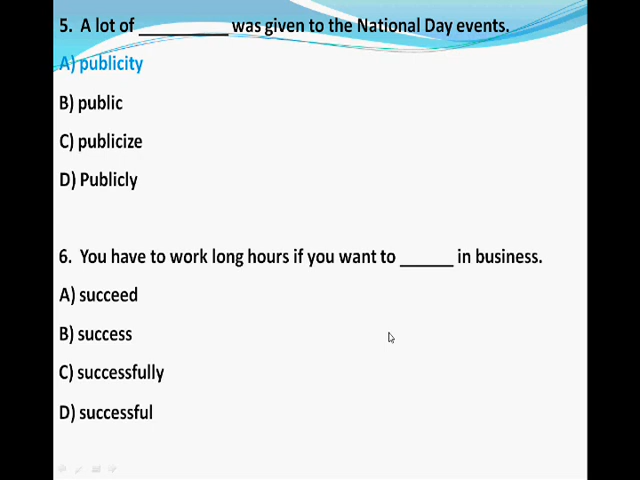 5. A lot of __________ was given to the National Day events.
A) publicity
B) public
C) publicize
D) Publicly
6. You have to work long hours if you want to ______ in business.
A) succeed
B) success
C) successfully
D) successful